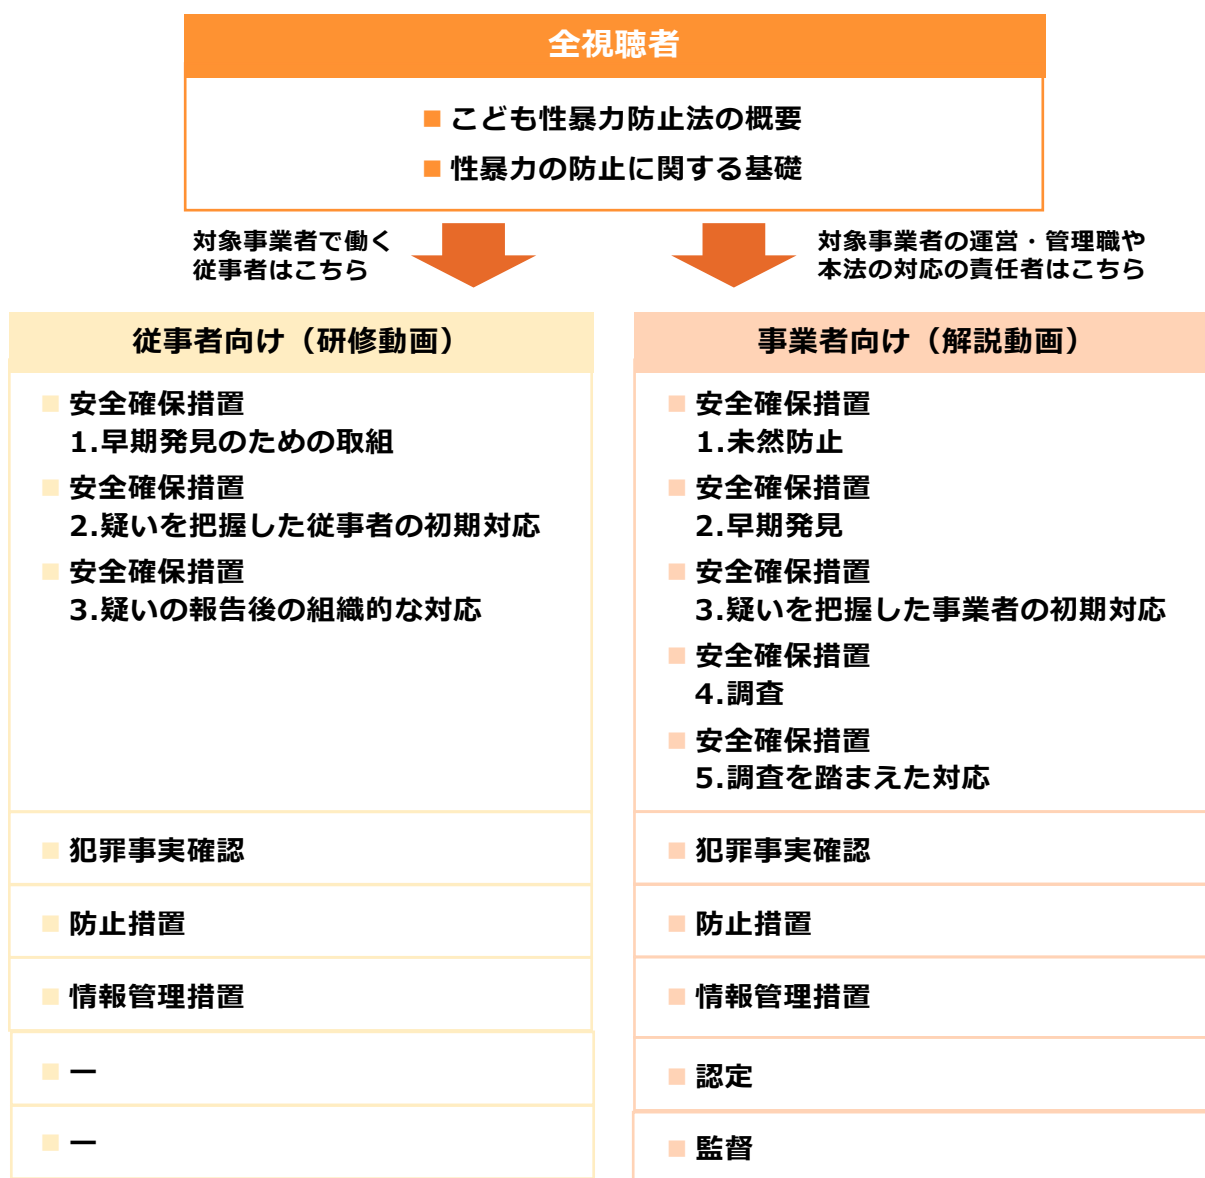 全視聴者
■ こども性暴力防止法の概要
■ 性暴力の防止に関する基礎
対象事業者で働く
従事者はこちら
対象事業者の運営・管理職や
本法の対応の責任者はこちら
従事者向け（研修動画）
■ 安全確保措置
1.早期発見のための取組
■ 安全確保措置
2.疑いを把握した従事者の初期対応
■ 安全確保措置
3.疑いの報告後の組織的な対応
■ 犯罪事実確認
■ 防止措置
■ 情報管理措置
■ ー
■ ー
事業者向け（解説動画）
■ 安全確保措置
1.未然防止
■ 安全確保措置
2.早期発見
■ 安全確保措置
3.疑いを把握した事業者の初期対応
■ 安全確保措置
4.調査
■ 安全確保措置
5.調査を踏まえた対応
■ 犯罪事実確認
■ 防止措置
■ 情報管理措置
■ 認定
■ 監督